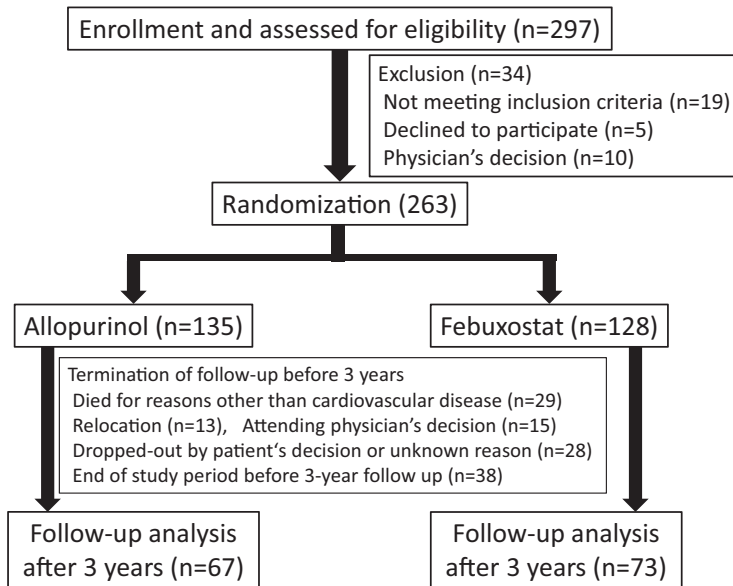 Enrollment and assessed for eligibility (n=297)
Exclusion (n=34)
Not meeting inclusion criteria (n=19)
Declined to participate (n=5)
Physician’s decision (n=10)
Randomization (263)
Allopurinol (n=135)
Febuxostat (n=128)
Termination of follow-up before 3 years
Died for reasons other than cardiovascular disease (n=29)
Relocation (n=13), Attending physician’s decision (n=15)
Dropped-out by patient‘s decision or unknown reason (n=28)
End of study period before 3-year follow up (n=38)
Follow-up analysis
after 3 years (n=67)
Follow-up analysis
after 3 years (n=73)